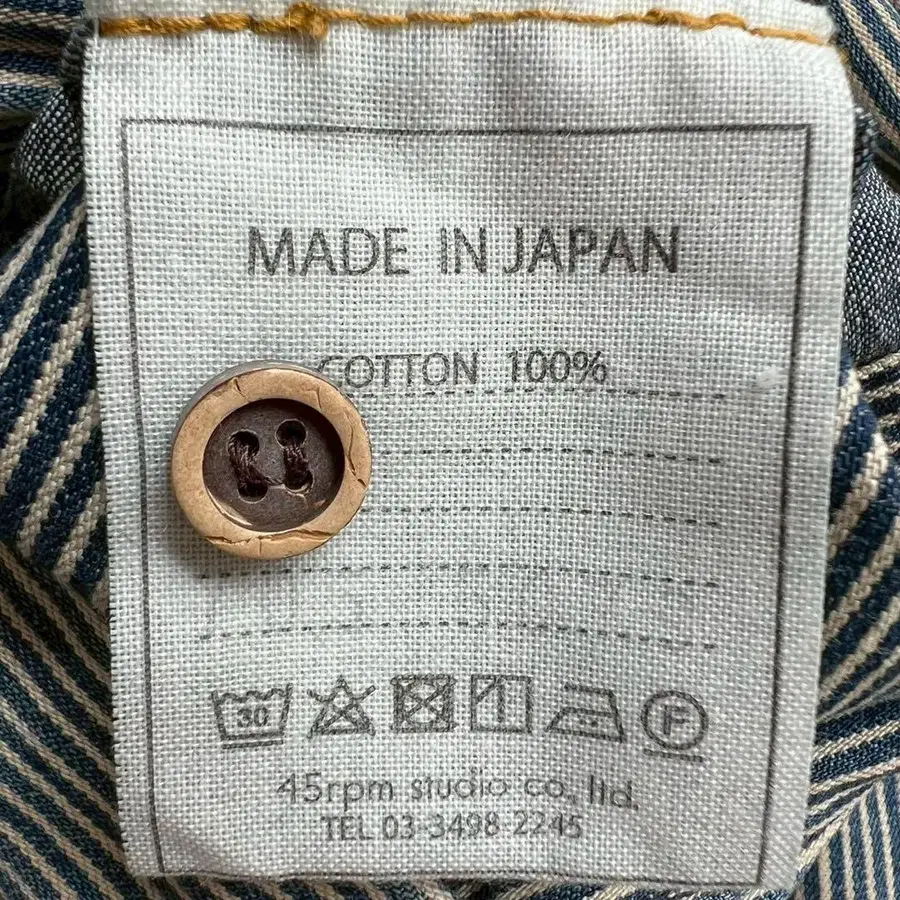 MADE IN JAPAN
COTTON 100%
30 F
45rpm studio co., ltd.
TEL 03-3498-2245